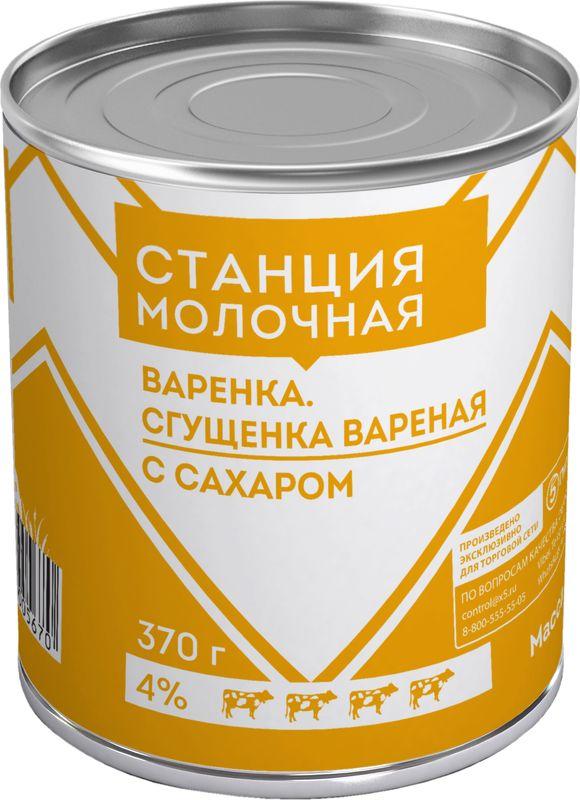 СТАНЦИЯ
МОЛОЧНАЯ
ВАРЕНКА.
СГУЩЕНКА ВАРЕНАЯ
С САХАРОМ
370 г
4%
ПРОИЗВЕДЕНО
ЭКСКЛЮЗИВНО
ДЛЯ ТОРГОВОЙ СЕТИ
ПО ВОПРОСАМ КАЧЕСТВА
control@x5.ru
8-800-555-55-05